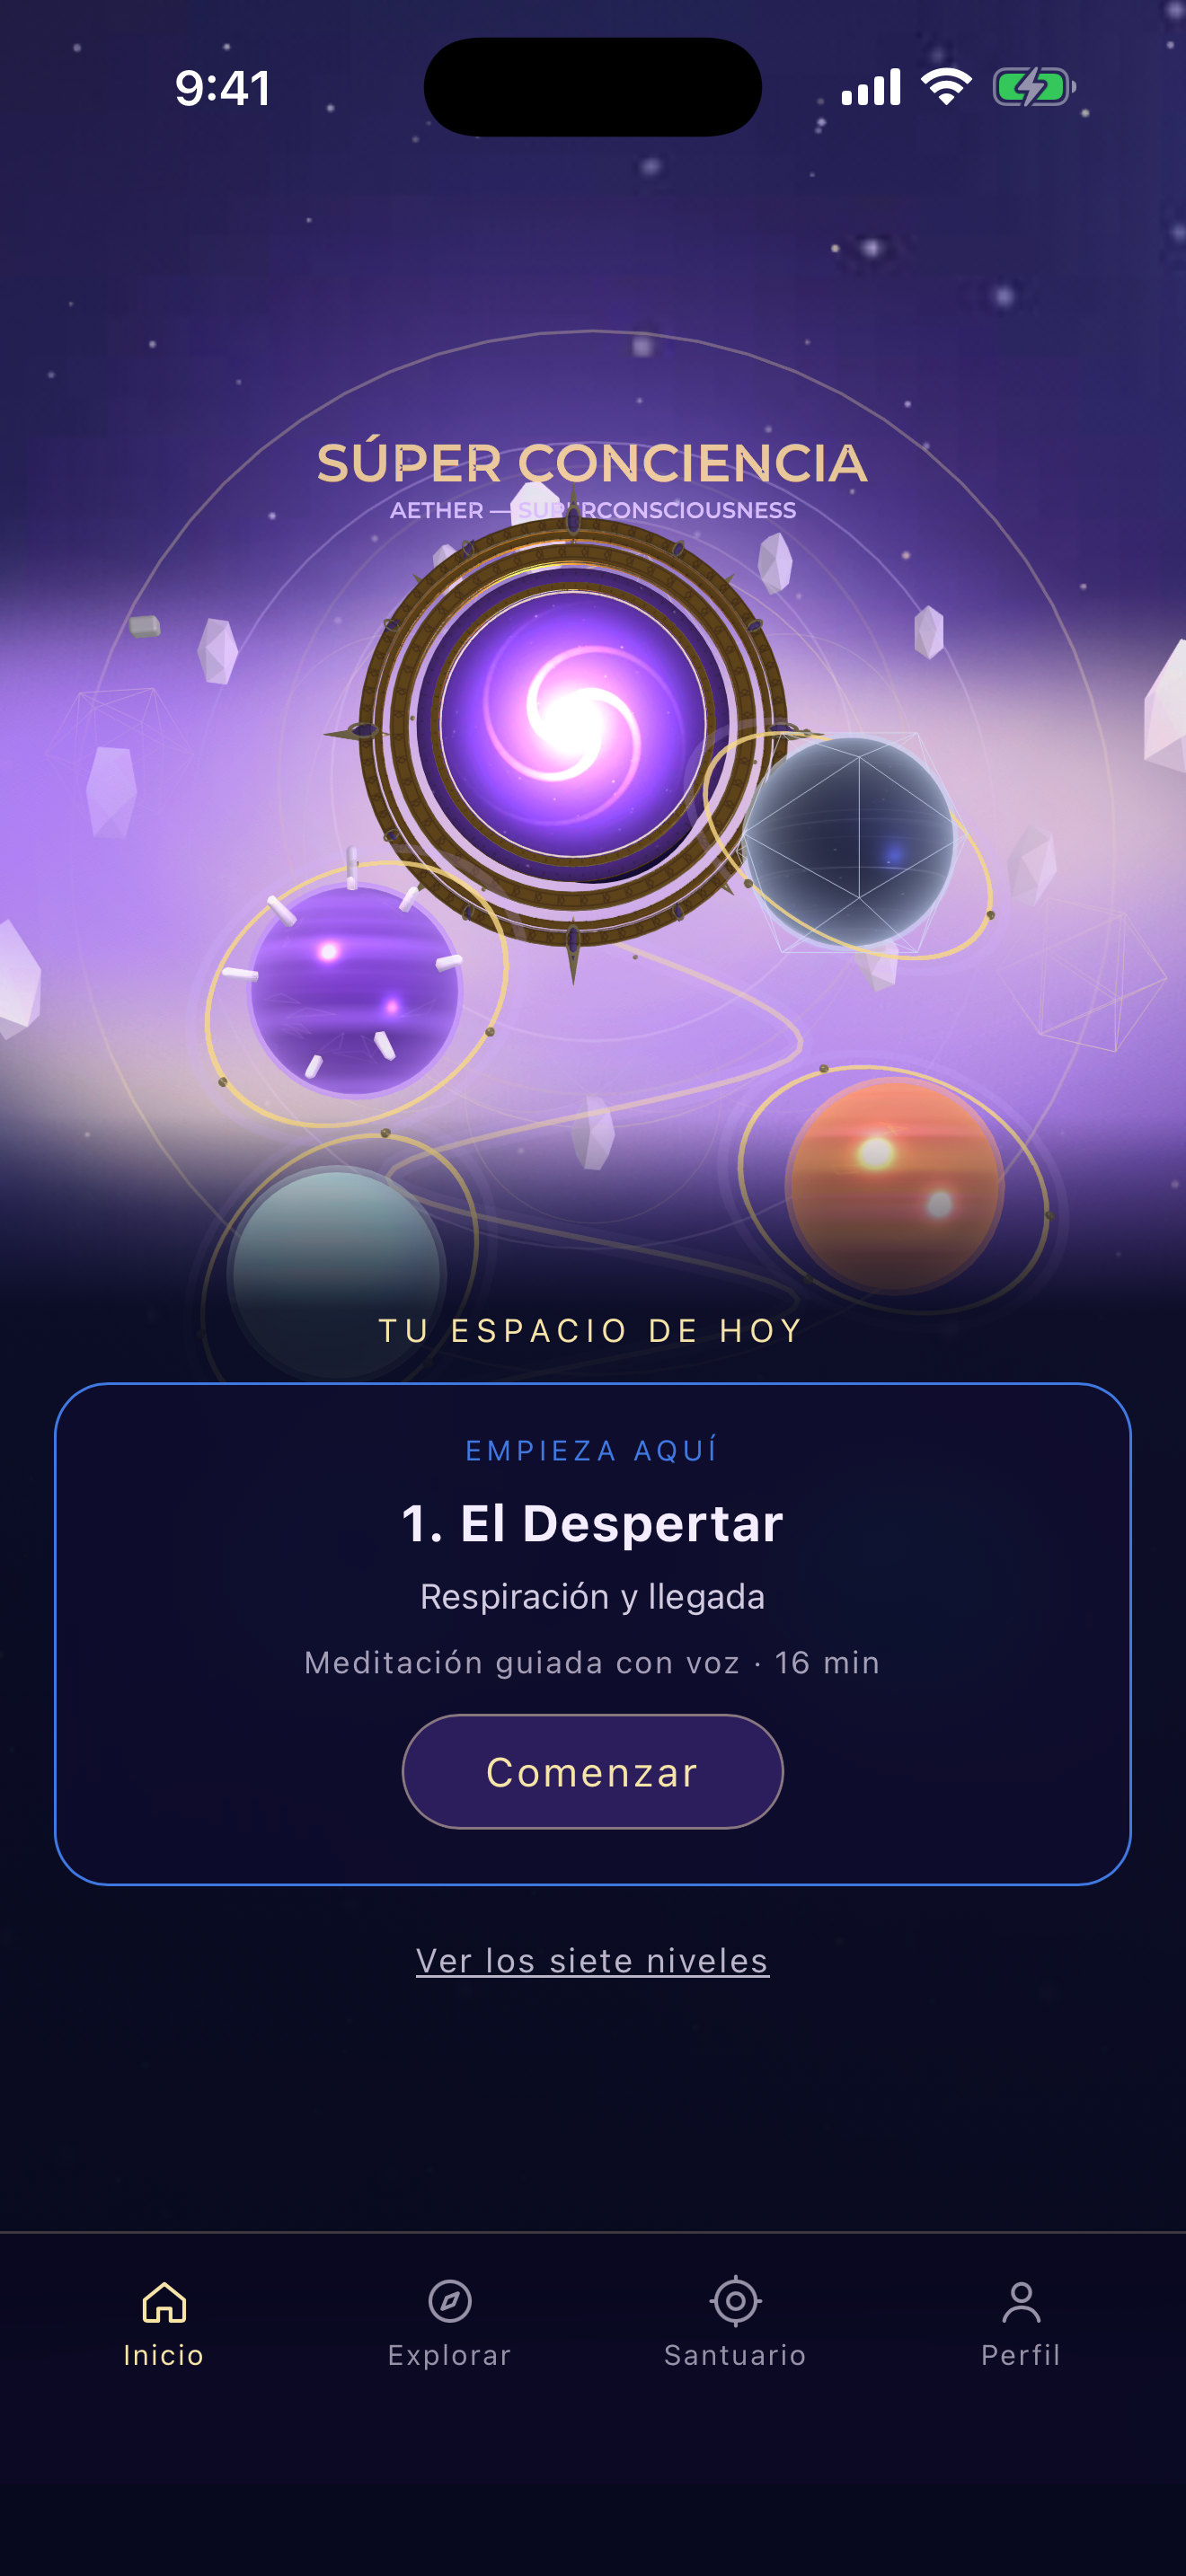 9:41
SÚPER CONCIENCIA
AETHER — SUPERCONSCIOUSNESS
TU ESPACIO DE HOY
EMPIEZA AQUÍ
1. El Despertar
Respiración y llegada
Meditación guiada con voz · 16 min
Comenzar
Ver los siete niveles
Inicio
Explorar
Santuario
Perfil